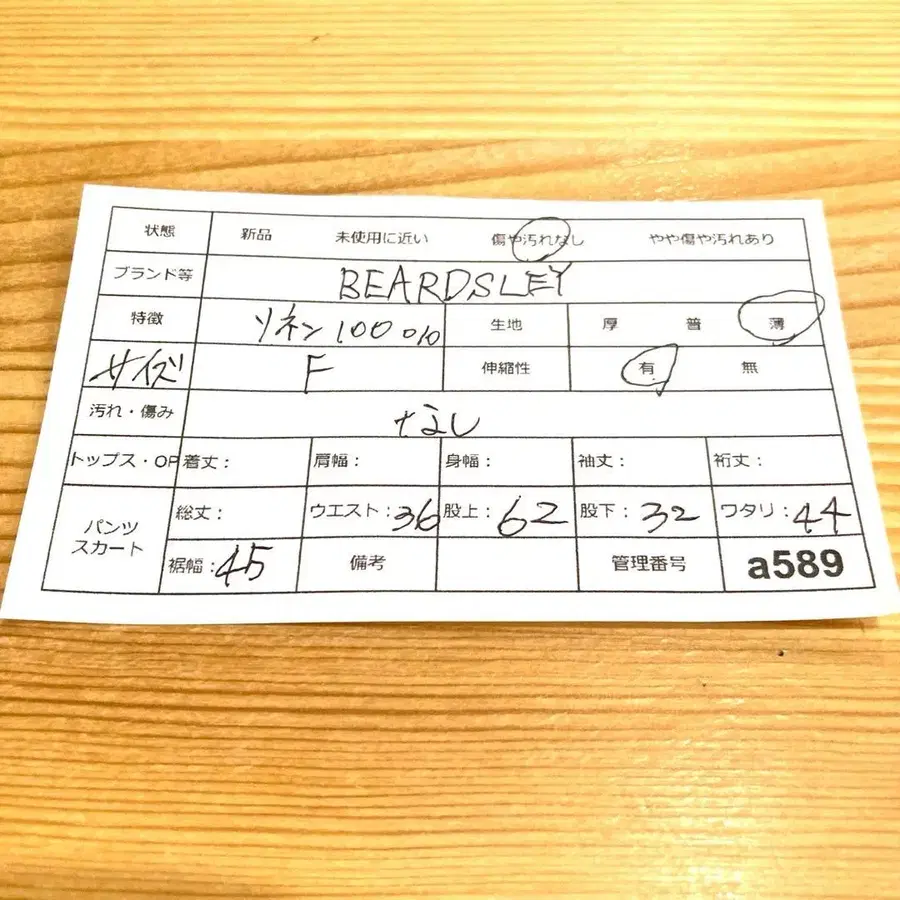 状態 新品 未使用に近い 傷や汚れなし やや傷や汚れあり
ブランド等 BEARDSLEY
特徴 リネン100% 生地 厚 普 薄
サイズ F 伸縮性 有 無
汚れ・傷み なし
トップス・OP 着丈: 肩幅: 身幅: 袖丈: 裄丈:
パンツ スカート 総丈: ウエスト:36 股上:62 股下:32 ワタリ:44
裾幅:45 備考 管理番号 a589